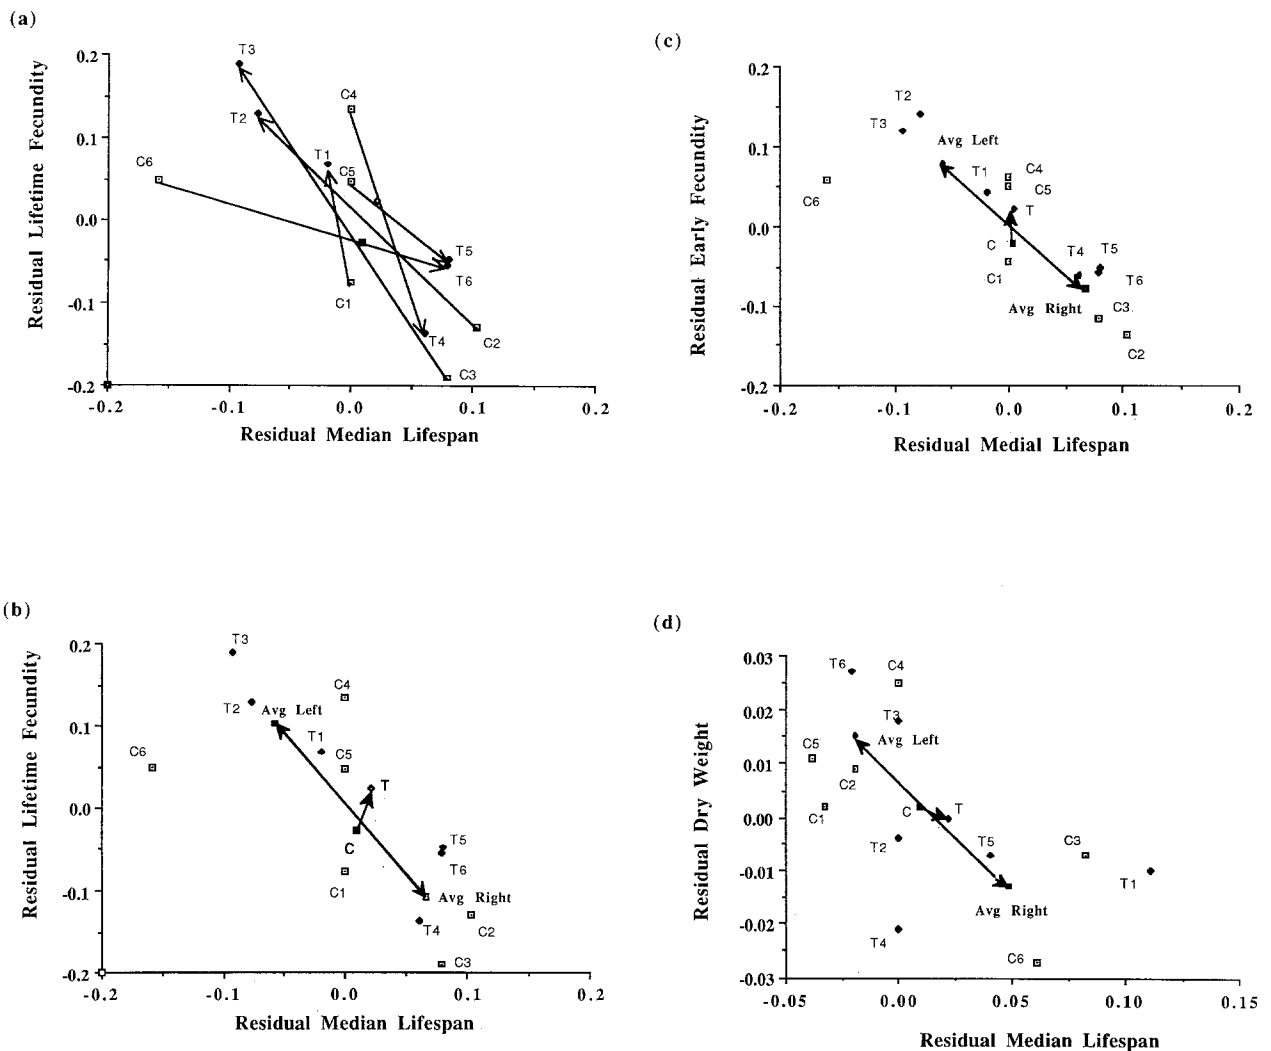 (a)
0.2
0.1
0.0
-0.1
-0.2
Residual Lifetime Fecundity
T3
T2
C4
T1
C5
C6
T5
T6
C1
T4
C2
C3
-0.2
-0.1
0.0
0.1
0.2
Residual Median Lifespan
(c)
0.2
0.1
0.0
-0.1
-0.2
Residual Early Fecundity
T2
T3
Avg Left
T1
C4
C5
C6
T
C
T4
T5
C1
T6
Avg Right
C3
C2
-0.2
-0.1
0.0
0.1
0.2
Residual Medial Lifespan
(b)
0.2
0.1
0.0
-0.1
-0.2
Residual Lifetime Fecundity
T3
C4
T2
Avg Left
T1
C5
C6
T
C
T5
T6
C1
Avg Right
T4
C2
C3
-0.2
-0.1
0.0
0.1
0.2
Residual Median Lifespan
(d)
0.03
0.02
0.01
0.00
-0.01
-0.02
-0.03
Residual Dry Weight
T6
C4
T3
Avg Left
C5
C2
C1
C
T
T2
T5
C3
T1
Avg Right
T4
C6
-0.05
0.00
0.05
0.10
0.15
Residual Median Lifespan